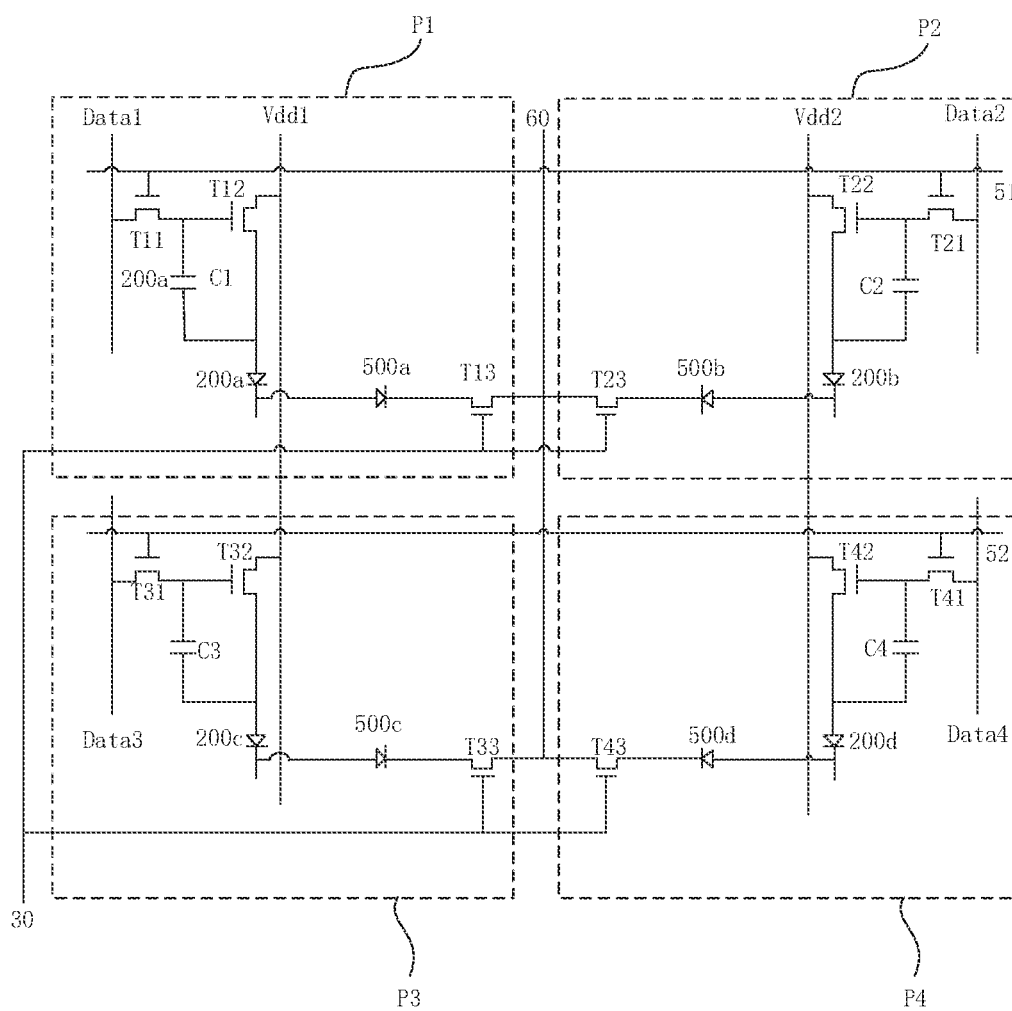 P1
P2
Data1
Vdd1
60
Vdd2
Data2
T12
T22
51
T11
T21
200a
C1
C2
500a
T13
T23
500b
200a
200b
T32
T42
52
T31
T41
C3
C4
Data3
200c
500c
T33
T43
500d
200d
Data4
30
P3
P4